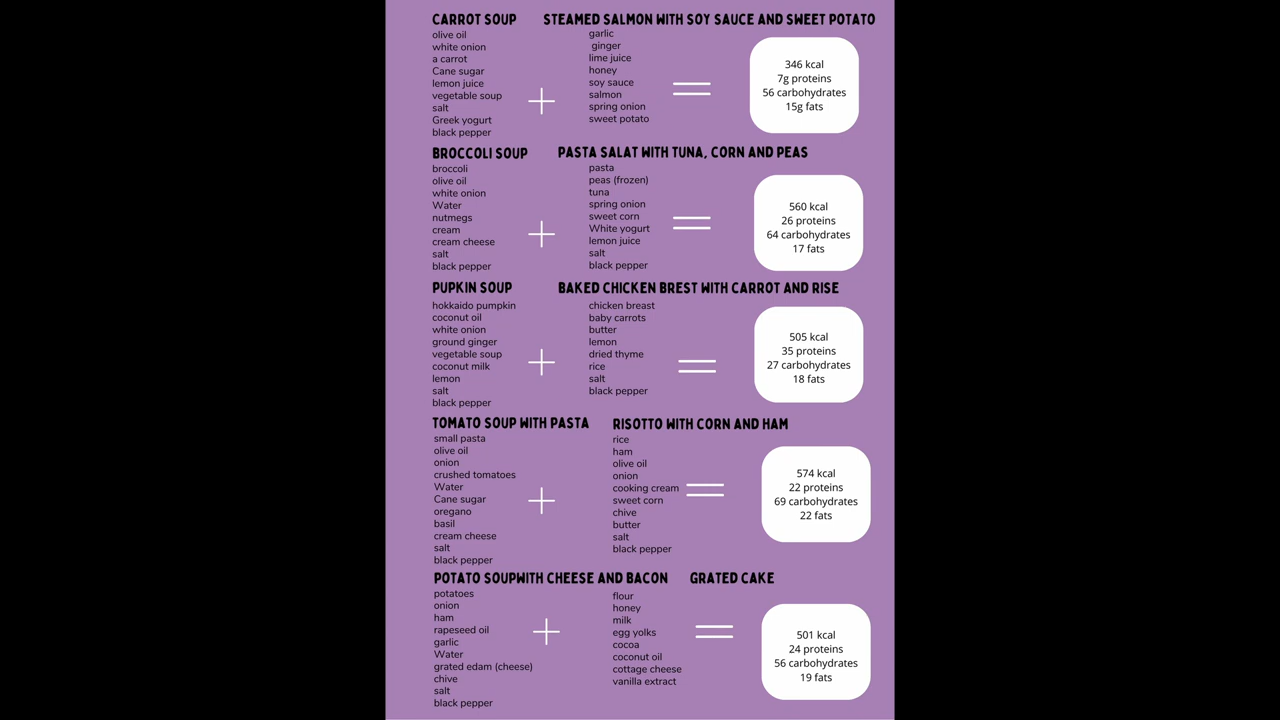 CARROT SOUP
olive oil
white onion
a carrot
Cane sugar
lemon juice
vegetable soup
salt
Greek yogurt
black pepper
+
STEAMED SALMON WITH SOY SAUCE AND SWEET POTATO
garlic
ginger
lime juice
honey
soy sauce
salmon
spring onion
sweet potato
=
346 kcal
7g proteins
56 carbohydrates
15g fats
BROCCOLI SOUP
broccoli
olive oil
white onion
Water
nutmegs
cream
cream cheese
salt
black pepper
+
PASTA SALAT WITH TUNA, CORN AND PEAS
pasta
peas (frozen)
tuna
spring onion
sweet corn
White yogurt
lemon juice
salt
black pepper
=
560 kcal
26 proteins
64 carbohydrates
17 fats
PUPKIN SOUP
hokkaido pumpkin
coconut oil
white onion
ground ginger
vegetable soup
coconut milk
lemon
salt
black pepper
+
BAKED CHICKEN BREST WITH CARROT AND RISE
chicken breast
baby carrots
butter
lemon
dried thyme
rice
salt
black pepper
=
505 kcal
35 proteins
27 carbohydrates
18 fats
TOMATO SOUP WITH PASTA
small pasta
olive oil
onion
crushed tomatoes
Water
Cane sugar
oregano
basil
cream cheese
salt
black pepper
+
RISOTTO WITH CORN AND HAM
rice
ham
olive oil
onion
cooking cream
sweet corn
chive
butter
salt
black pepper
=
574 kcal
22 proteins
69 carbohydrates
22 fats
POTATO SOUPWITH CHEESE AND BACON
potatoes
onion
ham
rapeseed oil
garlic
Water
grated edam (cheese)
chive
salt
black pepper
+
GRATED CAKE
flour
honey
milk
egg yolks
cocoa
coconut oil
cottage cheese
vanilla extract
=
501 kcal
24 proteins
56 carbohydrates
19 fats